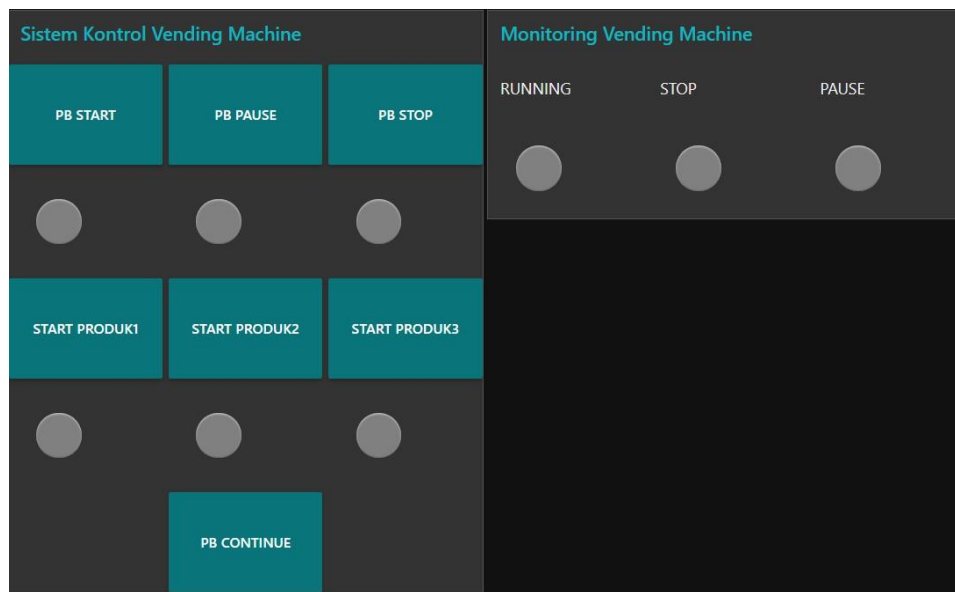 Sistem Kontrol Vending Machine
PB START
PB PAUSE
PB STOP
START PRODUK1
START PRODUK2
START PRODUK3
PB CONTINUE
Monitoring Vending Machine
RUNNING
STOP
PAUSE